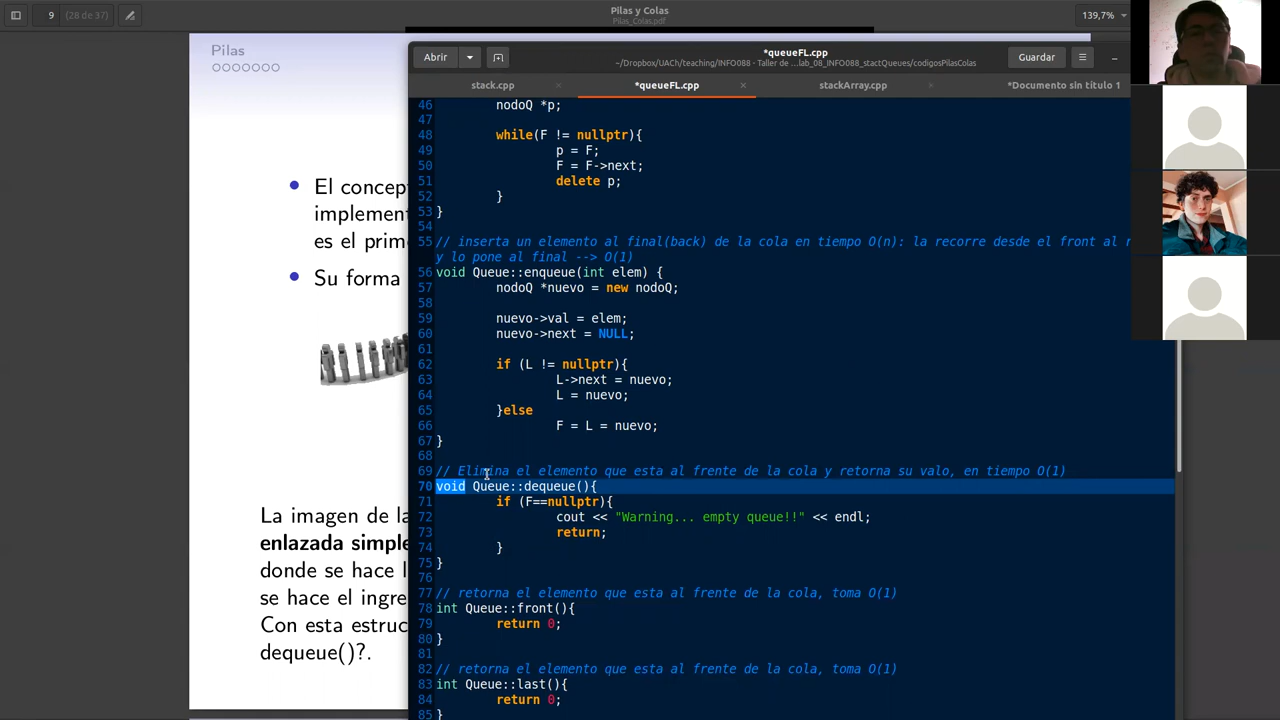 Pilas y Colas
Pilas_Colas.pdf
9
(28 de 37)
139,7%
Pilas
Abrir
*queueFL.cpp
~/Dropbox/UACh/teaching/INFO088 - Taller de ...lab_08_INFO088_stactQueues/codigosPilasColas
Guardar
stack.cpp
*queueFL.cpp
stackArray.cpp
*Documento sin título 1
El concept
implement
es el prime
Su forma
La imagen de la
enlazada simple
donde se hace l
se hace el ingre
Con esta estruc
dequeue()?.
46 nodoQ *p;
47
48 while(F != nullptr){
49 p = F;
50 F = F->next;
51 delete p;
52 }
53 }
54
55 // inserta un elemento al final(back) de la cola en tiempo O(n): la recorre desde el front al r
y lo pone al final --> O(1)
56 void Queue::enqueue(int elem) {
57 nodoQ *nuevo = new nodoQ;
58
59 nuevo->val = elem;
60 nuevo->next = NULL;
61
62 if (L != nullptr){
63 L->next = nuevo;
64 L = nuevo;
65 }else
66 F = L = nuevo;
67 }
68
69 // Elimina el elemento que esta al frente de la cola y retorna su valo, en tiempo O(1)
70 void Queue::dequeue(){
71 if (F==nullptr){
72 cout << "Warning... empty queue!!" << endl;
73 return;
74 }
75 }
76
77 // retorna el elemento que esta al frente de la cola, toma O(1)
78 int Queue::front(){
79 return 0;
80 }
81
82 // retorna el elemento que esta al frente de la cola, toma O(1)
83 int Queue::last(){
84 return 0;
85 }